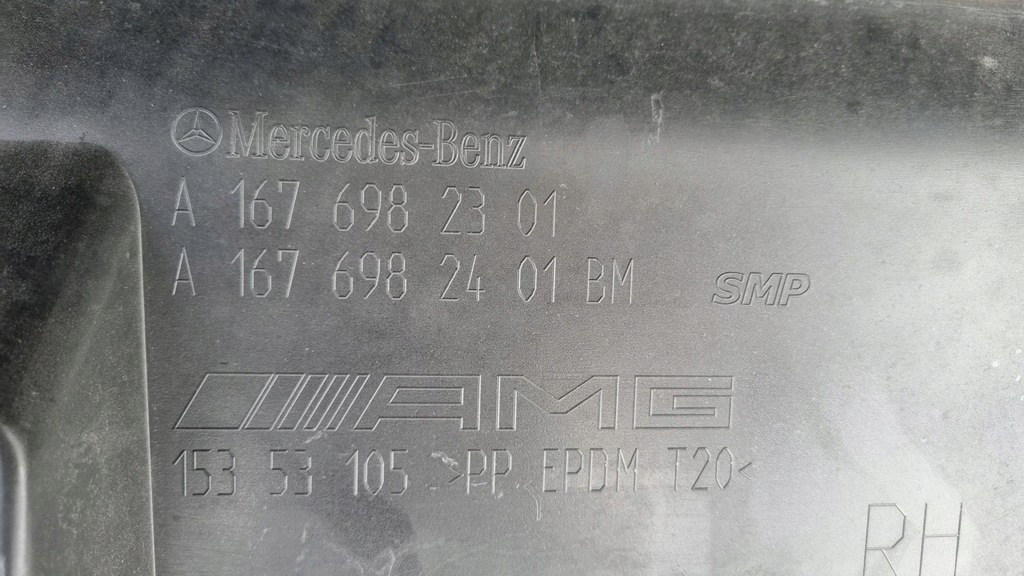 Mercedes-Benz
A 167 698 23 01
A 167 698 24 01 BM
SMP
AMG
153 53 105 >PP EPDM T20<
RH